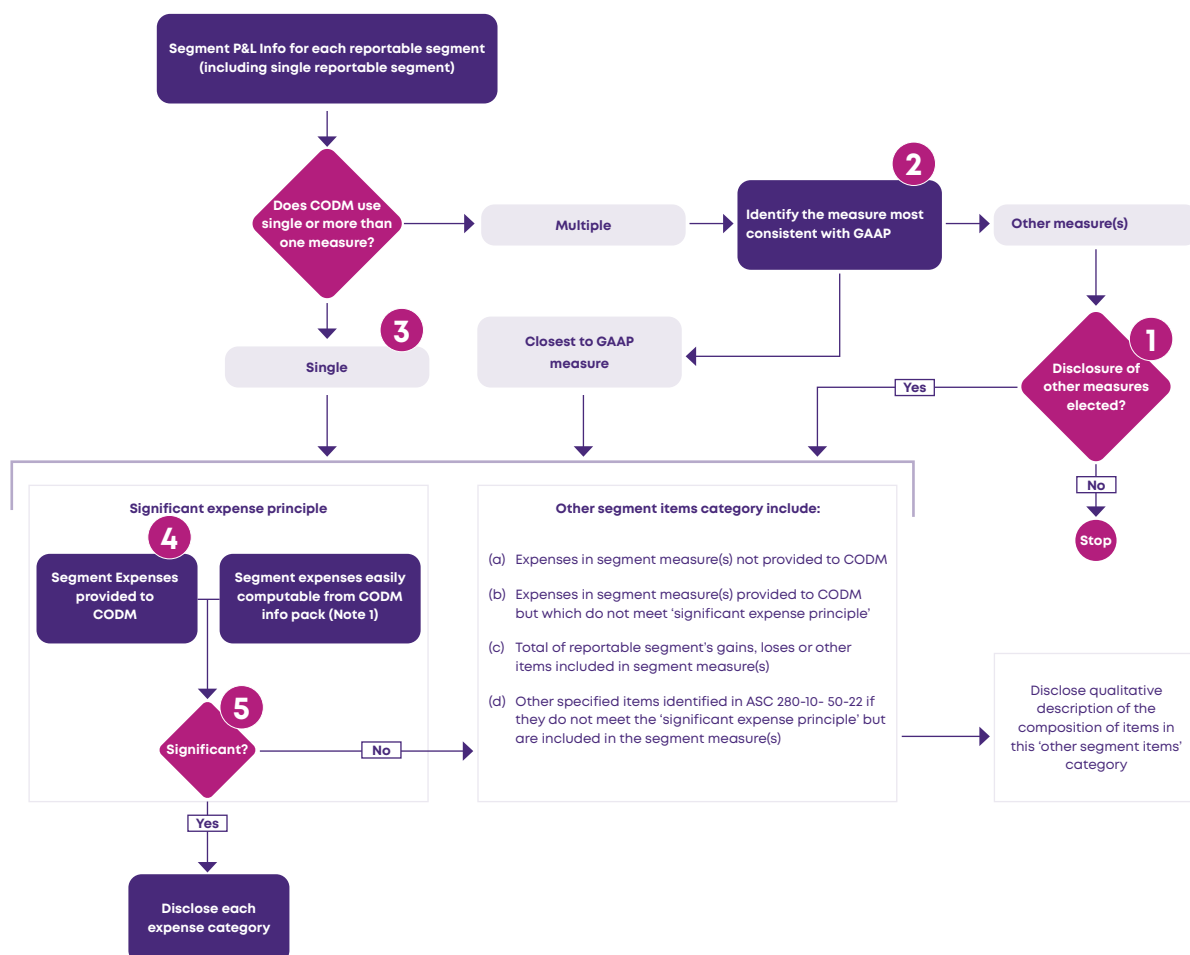 Segment P&L Info for each reportable segment
(including single reportable segment)
Does CODM use
single or more than
one measure?
Multiple
2
Identify the measure most
consistent with GAAP
Other measure(s)
3
Single
Closest to GAAP
measure
1
Disclosure of
other measures
elected?
Yes
No
Stop
Significant expense principle
4
Segment Expenses
provided to
CODM
Segment expenses easily
computable from CODM
info pack (Note 1)
5
Significant?
No
Yes
Disclose each
expense category
Other segment items category include:
(a) Expenses in segment measure(s) not provided to CODM
(b) Expenses in segment measure(s) provided to CODM
but which do not meet ‘significant expense principle’
(c) Total of reportable segment’s gains, loses or other
items included in segment measure(s)
(d) Other specified items identified in ASC 280-10- 50-22 if
they do not meet the ‘significant expense principle’ but
are included in the segment measure(s)
Disclose qualitative
description of the
composition of items in
this ‘other segment items’
category